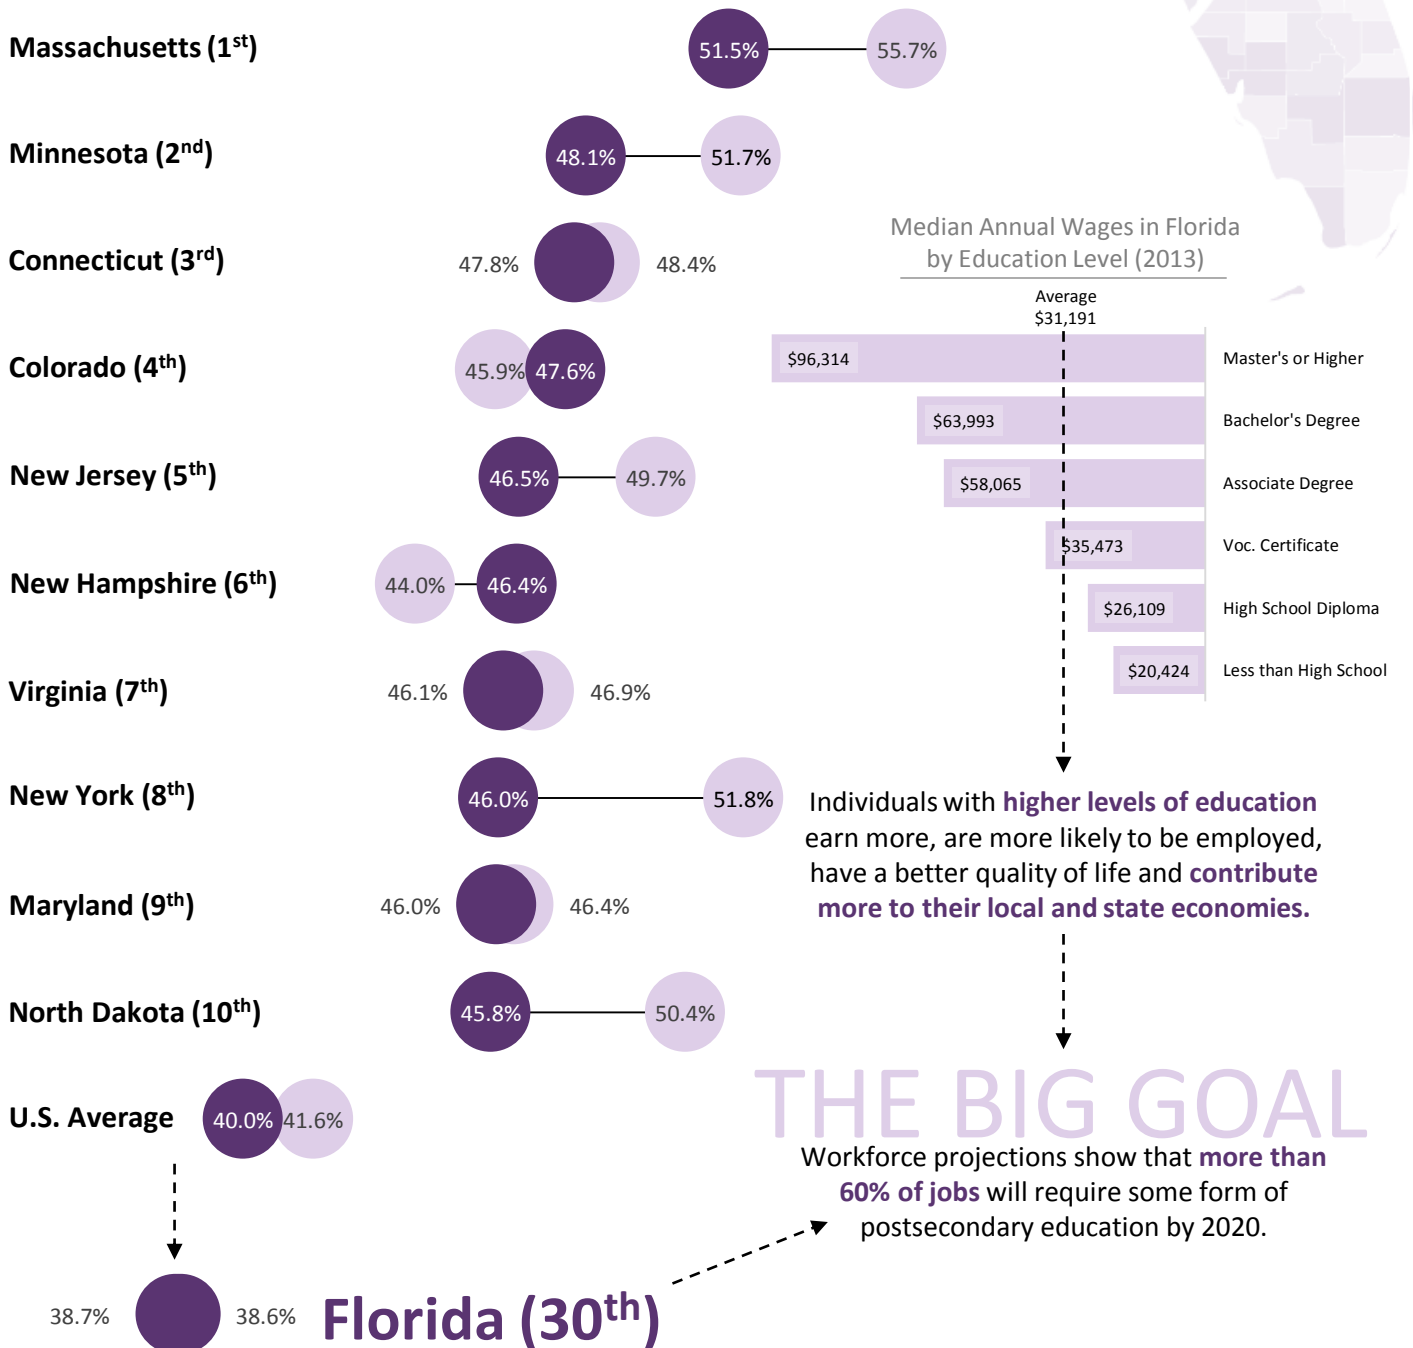 Massachusetts (1st)
51.5%
55.7%
Minnesota (2nd)
48.1%
51.7%
Connecticut (3rd)
47.8%
48.4%
Colorado (4th)
45.9%
47.6%
New Jersey (5th)
46.5%
49.7%
New Hampshire (6th)
44.0%
46.4%
Virginia (7th)
46.1%
46.9%
New York (8th)
46.0%
51.8%
Maryland (9th)
46.0%
46.4%
North Dakota (10th)
45.8%
50.4%
U.S. Average
40.0%
41.6%
38.7%
38.6%
Florida (30th)
Median Annual Wages in Florida
by Education Level (2013)
Average
$31,191
$96,314
Master's or Higher
$63,993
Bachelor's Degree
$58,065
Associate Degree
$35,473
Voc. Certificate
$26,109
High School Diploma
$20,424
Less than High School
Individuals with higher levels of education
earn more, are more likely to be employed,
have a better quality of life and contribute
more to their local and state economies.
THE BIG GOAL
Workforce projections show that more than
60% of jobs will require some form of
postsecondary education by 2020.